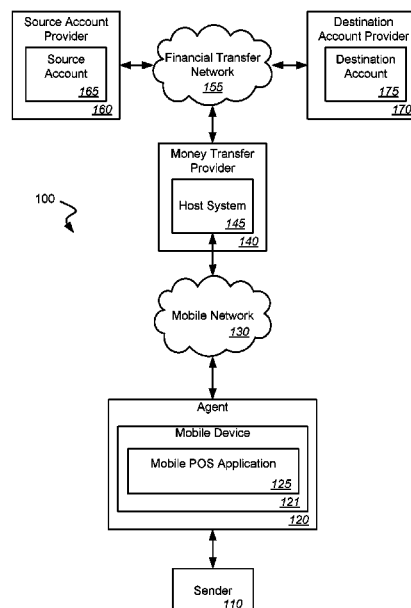 Source Account
Provider
Source
Account
165
160
Financial Transfer
Network
155
Destination
Account Provider
Destination
Account
175
170
Money Transfer
Provider
Host System
145
140
100
Mobile Network
130
Agent
Mobile Device
Mobile POS Application
125
121
120
Sender
110